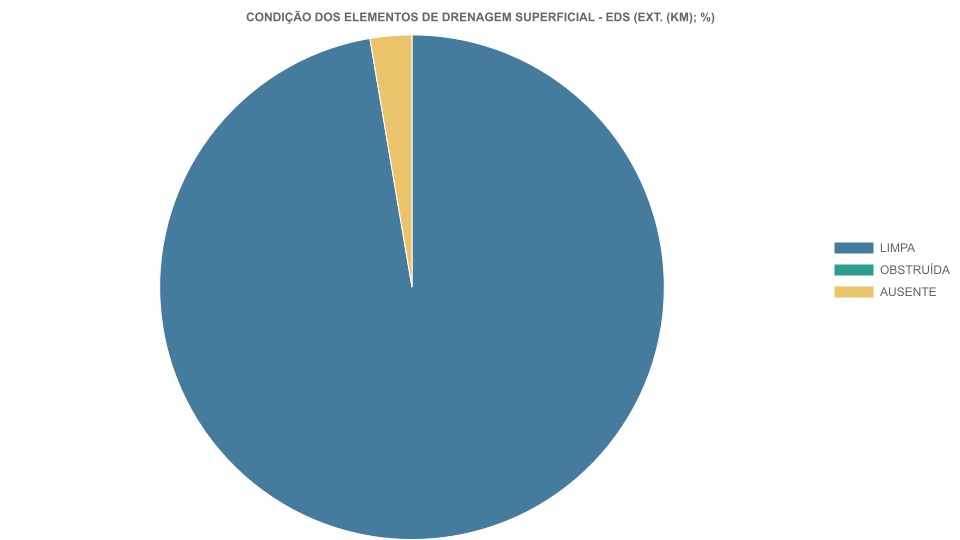 CONDIÇÃO DOS ELEMENTOS DE DRENAGEM SUPERFICIAL - EDS (EXT. (KM); %)
LIMPA
OBSTRUÍDA
AUSENTE